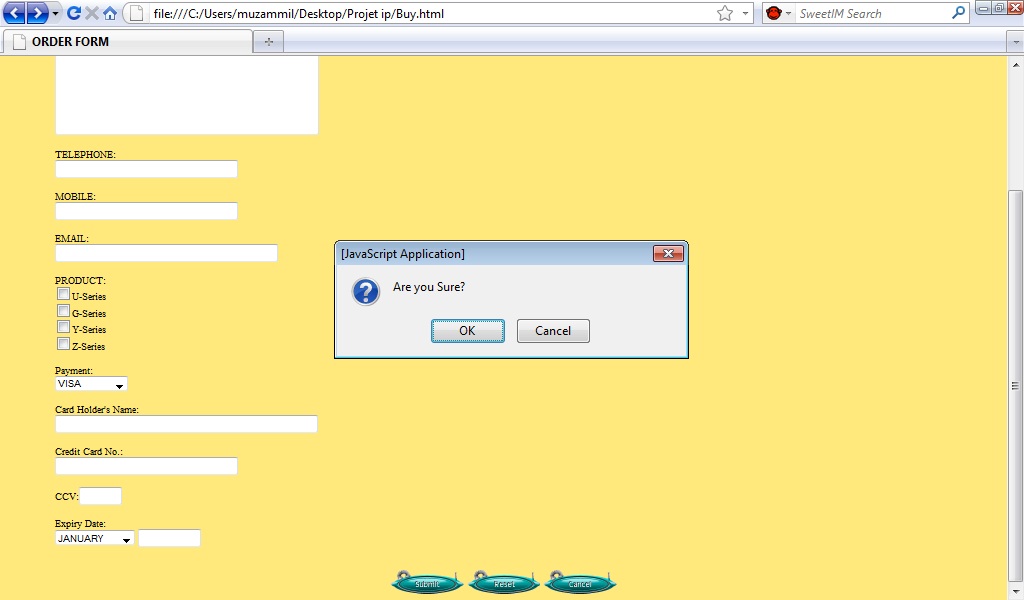 file:///C:/Users/muzammil/Desktop/Projet ip/Buy.html
SweetIM Search
ORDER FORM
TELEPHONE:
MOBILE:
EMAIL:
PRODUCT:
U-Series
G-Series
Y-Series
Z-Series
Payment:
VISA
Card Holder's Name:
Credit Card No.:
CCV:
Expiry Date:
JANUARY
[JavaScript Application]
Are you Sure?
OK
Cancel
Submit
Reset
Cancel